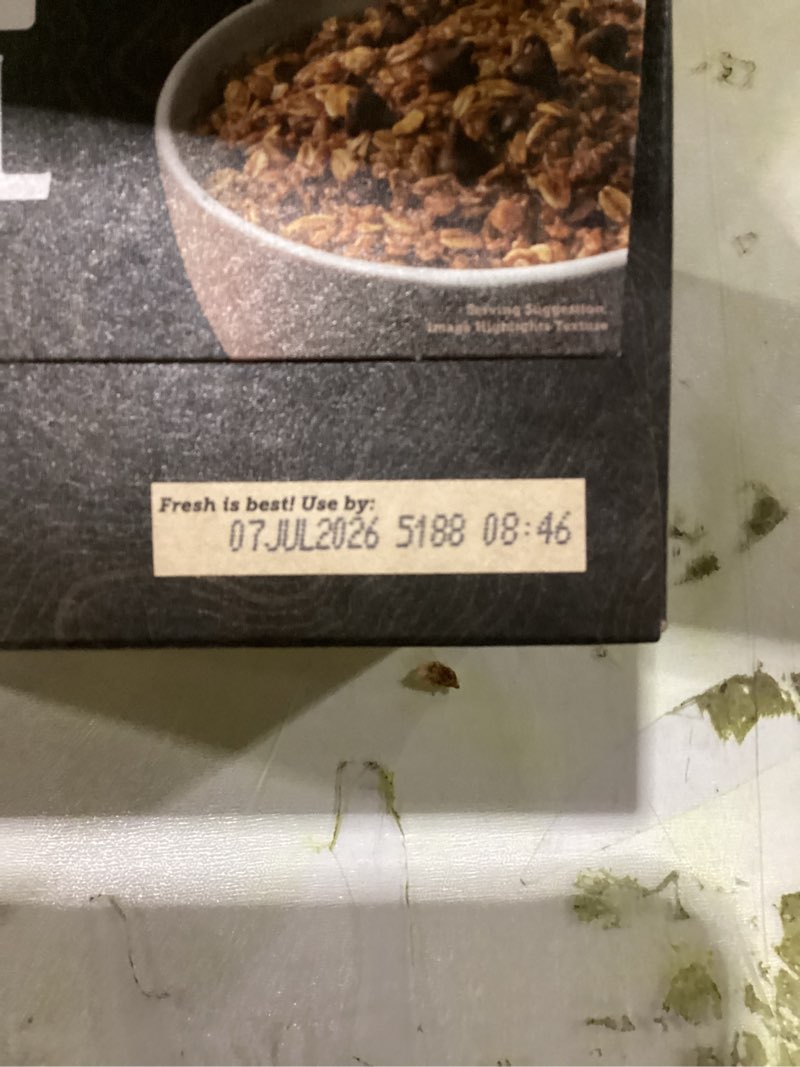 Serving Suggestion.
Image Highlights Texture
Fresh is best! Use by:
07JUL2026 5188 08:46